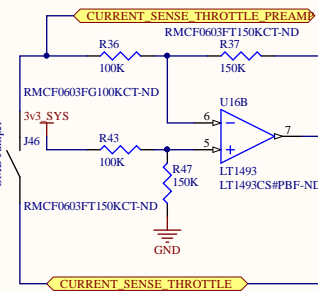 CURRENT_SENSE_THROTTLE_PREAMP
RMCF0603FT150KCT-ND
R36
R37
100K
150K
RMCF0603FG100KCT-ND
U16B
3v3_SYS
6
7
J46
R43
5
100K
R47
150K
LT1493
LT1493CS#PBF-ND
RMCF0603FT150KCT-ND
GND
CURRENT_SENSE_THROTTLE